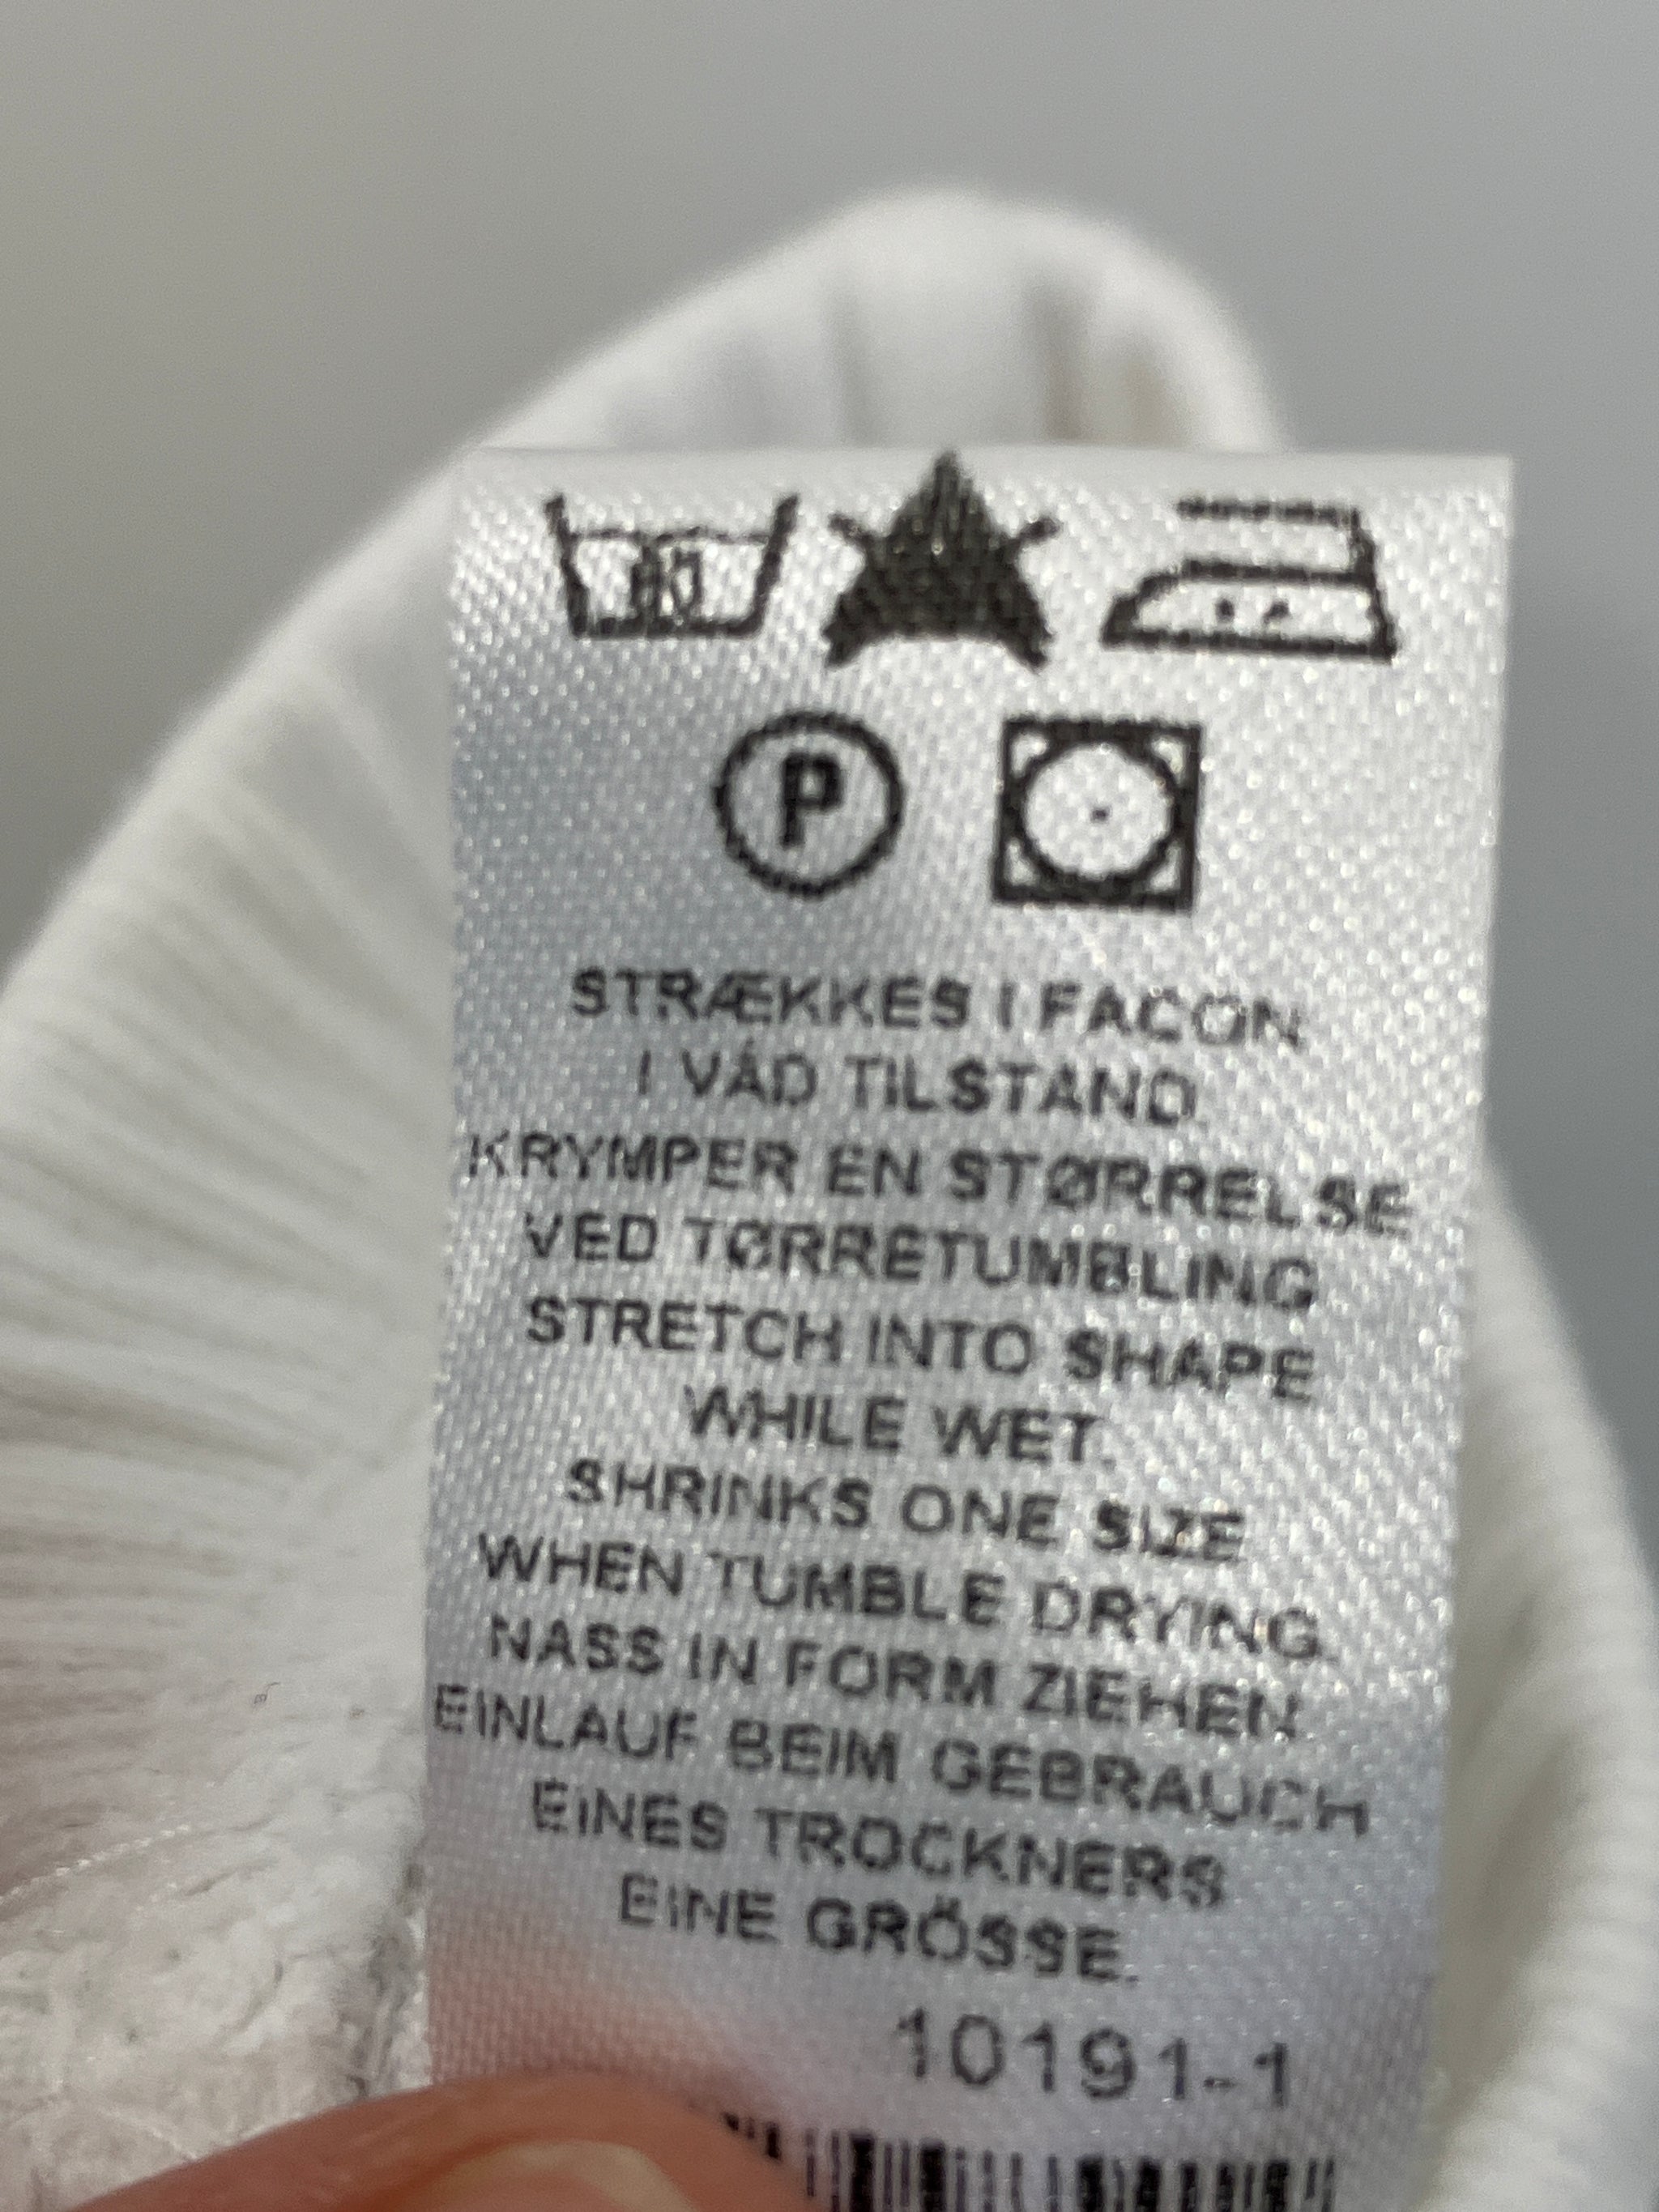 P
STRÆKKES I FACON
I VÅD TILSTAND.
KRYMPER EN STØRRELSE
VED TØRRETUMBLING
STRETCH INTO SHAPE
WHILE WET.
SHRINKS ONE SIZE
WHEN TUMBLE DRYING.
NASS IN FORM ZIEHEN
EINLAUF BEIM GEBRAUCH
EINES TROCKNERS
EINE GRÖSSE.
10191-1